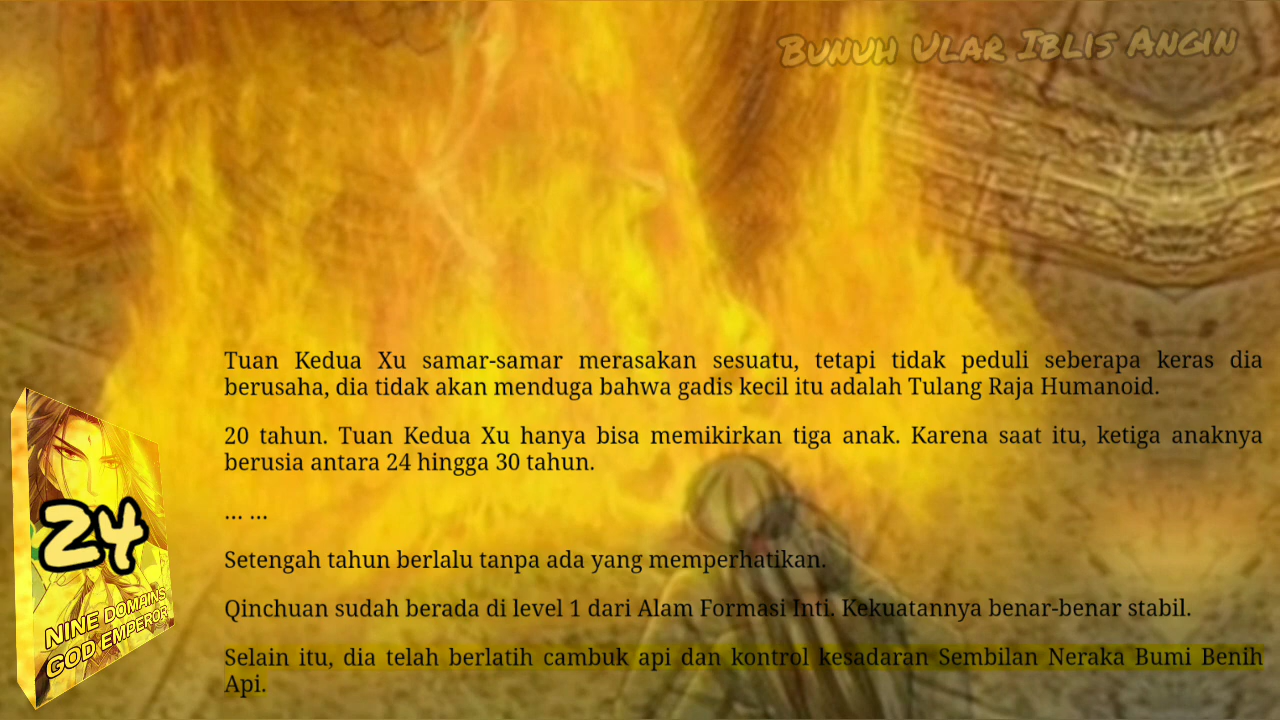 Bunuh Ular Iblis Angin
Tuan Kedua Xu samar-samar merasakan sesuatu, tetapi tidak peduli seberapa keras dia
berusaha, dia tidak akan menduga bahwa gadis kecil itu adalah Tulang Raja Humanoid.
20 tahun. Tuan Kedua Xu hanya bisa memikirkan tiga anak. Karena saat itu, ketiga anaknya
berusia antara 24 hingga 30 tahun.
... ...
Setengah tahun berlalu tanpa ada yang memperhatikan.
Qinchuan sudah berada di level 1 dari Alam Formasi Inti. Kekuatannya benar-benar stabil.
Selain itu, dia telah berlatih cambuk api dan kontrol kesadaran Sembilan Neraka Bumi Benih
Api.
24
NINE DOMAINS
GOD EMPEROR